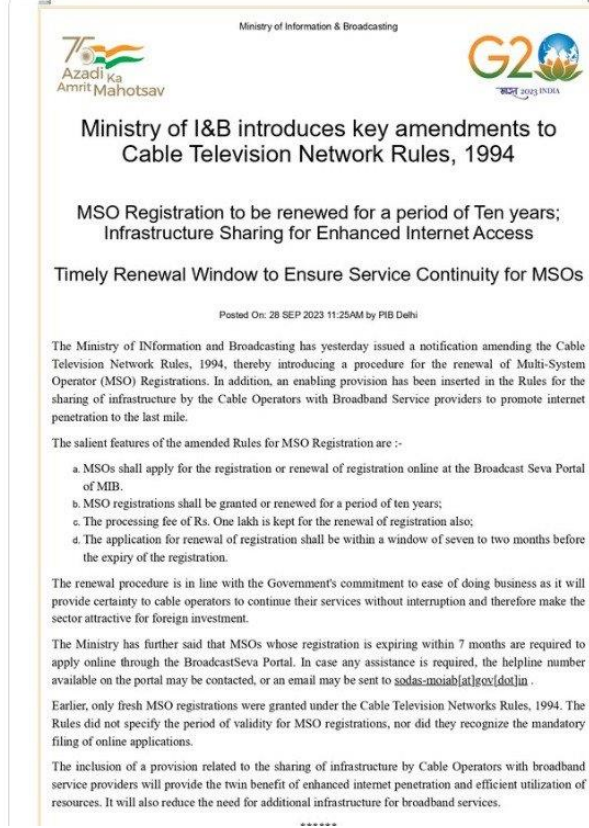 Ministry of Information & Broadcasting
75
Azadi Ka
Amrit Mahotsav
G20
भारत 2023 INDIA
Ministry of I&B introduces key amendments to
Cable Television Network Rules, 1994
MSO Registration to be renewed for a period of Ten years;
Infrastructure Sharing for Enhanced Internet Access
Timely Renewal Window to Ensure Service Continuity for MSOs
Posted On: 28 SEP 2023 11:25AM by PIB Delhi
The Ministry of INformation and Broadcasting has yesterday issued a notification amending the Cable
Television Network Rules, 1994, thereby introducing a procedure for the renewal of Multi-System
Operator (MSO) Registrations. In addition, an enabling provision has been inserted in the Rules for the
sharing of infrastructure by the Cable Operators with Broadband Service providers to promote internet
penetration to the last mile.
The salient features of the amended Rules for MSO Registration are :-
a. MSOs shall apply for the registration or renewal of registration online at the Broadcast Seva Portal
of MIB.
b. MSO registrations shall be granted or renewed for a period of ten years;
c. The processing fee of Rs. One lakh is kept for the renewal of registration also;
d. The application for renewal of registration shall be within a window of seven to two months before
the expiry of the registration.
The renewal procedure is in line with the Government's commitment to ease of doing business as it will
provide certainty to cable operators to continue their services without interruption and therefore make the
sector attractive for foreign investment.
The Ministry has further said that MSOs whose registration is expiring within 7 months are required to
apply online through the BroadcastSeva Portal. In case any assistance is required, the helpline number
available on the portal may be contacted, or an email may be sent to sodas-moiab[at]gov[dot]in .
Earlier, only fresh MSO registrations were granted under the Cable Television Networks Rules, 1994. The
Rules did not specify the period of validity for MSO registrations, nor did they recognize the mandatory
filing of online applications.
The inclusion of a provision related to the sharing of infrastructure by Cable Operators with broadband
service providers will provide the twin benefit of enhanced internet penetration and efficient utilization of
resources. It will also reduce the need for additional infrastructure for broadband services.
******